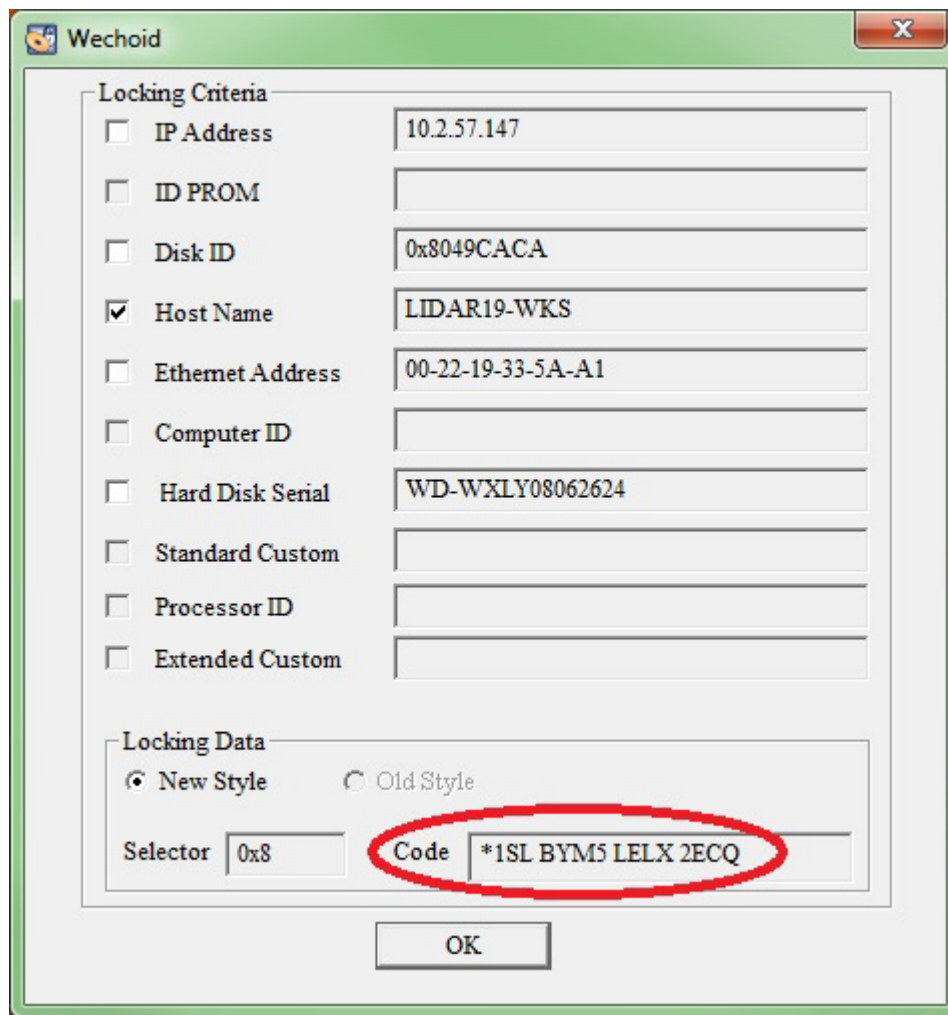 Wechoid
Locking Criteria
IP Address 10.2.57.147
ID PROM
Disk ID 0x8049CACA
Host Name LIDAR19-WKS
Ethernet Address 00-22-19-33-5A-A1
Computer ID
Hard Disk Serial WD-WXLY08062624
Standard Custom
Processor ID
Extended Custom
Locking Data
New Style Old Style
Selector 0x8 Code *1SL BYM5 LELX 2ECQ
OK